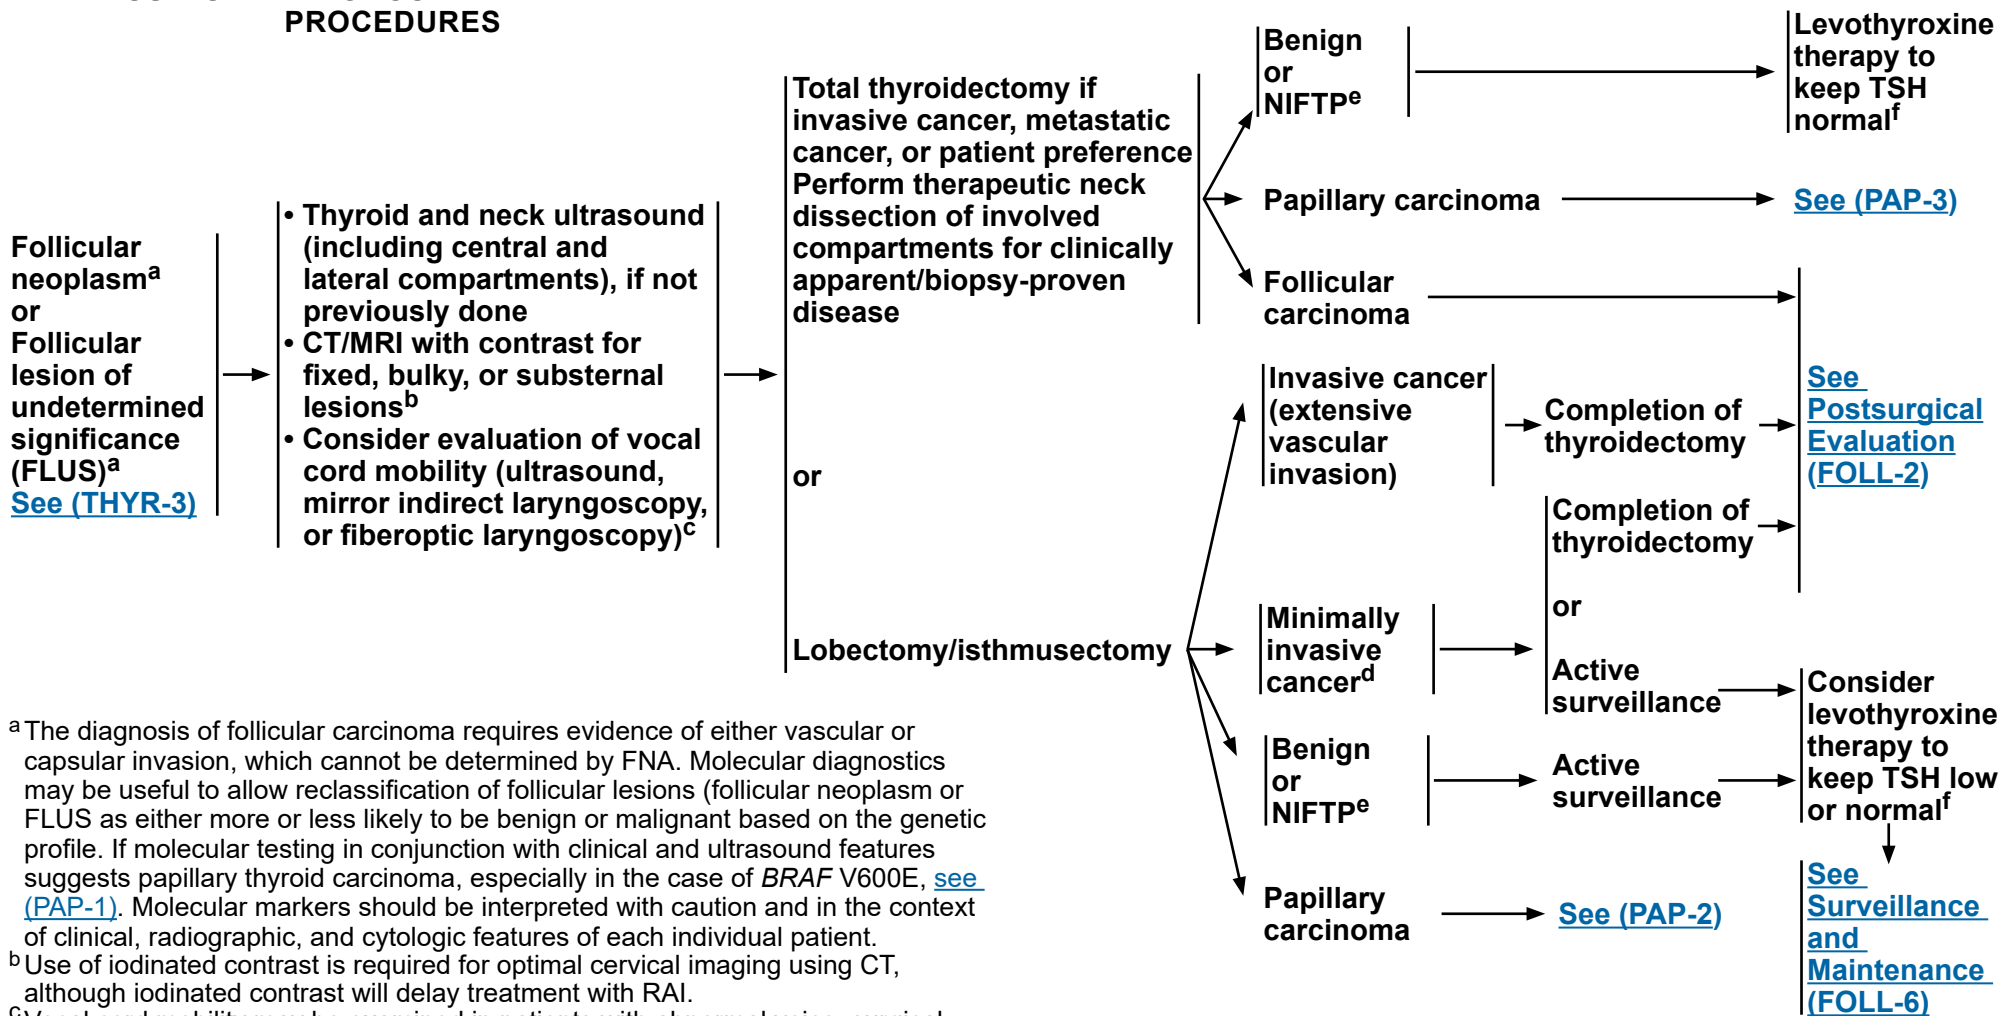 PROCEDURES
Follicular
neoplasmᵃ
or
Follicular
lesion of
undetermined
significance
(FLUS)ᵃ
See (THYR-3)
• Thyroid and neck ultrasound
(including central and
lateral compartments), if not
previously done
• CT/MRI with contrast for
fixed, bulky, or substernal
lesionsᵇ
• Consider evaluation of vocal
cord mobility (ultrasound,
mirror indirect laryngoscopy,
or fiberoptic laryngoscopy)ᶜ
Total thyroidectomy if
invasive cancer, metastatic
cancer, or patient preference
Perform therapeutic neck
dissection of involved
compartments for clinically
apparent/biopsy-proven
disease
or
Lobectomy/isthmusectomy
Benign
or
NIFTPᵉ
Levothyroxine
therapy to
keep TSH
normalᶠ
Papillary carcinoma
See (PAP-3)
Follicular
carcinoma
Invasive cancer
(extensive
vascular
invasion)
Completion of
thyroidectomy
See
Postsurgical
Evaluation
(FOLL-2)
Minimally
invasive
cancerᵈ
Completion of
thyroidectomy
or
Active
surveillance
Benign
or
NIFTPᵉ
Active
surveillance
Consider
levothyroxine
therapy to
keep TSH low
or normalᶠ
Papillary
carcinoma
See (PAP-2)
See
Surveillance
and
Maintenance
(FOLL-6)
ᵃ The diagnosis of follicular carcinoma requires evidence of either vascular or
capsular invasion, which cannot be determined by FNA. Molecular diagnostics
may be useful to allow reclassification of follicular lesions (follicular neoplasm or
FLUS as either more or less likely to be benign or malignant based on the genetic
profile. If molecular testing in conjunction with clinical and ultrasound features
suggests papillary thyroid carcinoma, especially in the case of BRAF V600E, see
(PAP-1). Molecular markers should be interpreted with caution and in the context
of clinical, radiographic, and cytologic features of each individual patient.
ᵇ Use of iodinated contrast is required for optimal cervical imaging using CT,
although iodinated contrast will delay treatment with RAI.